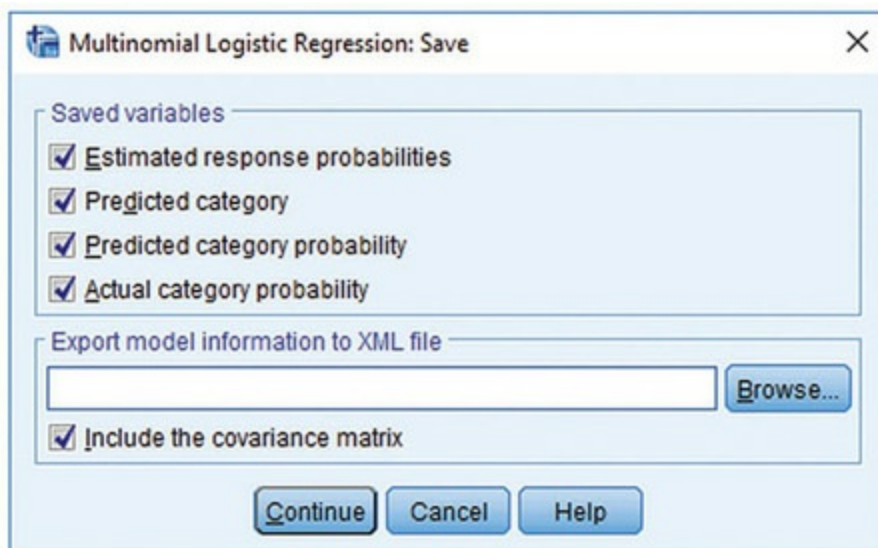 Multinomial Logistic Regression: Save
Saved variables
Estimated response probabilities
Predicted category
Predicted category probability
Actual category probability
Export model information to XML file
Browse...
Include the covariance matrix
Continue Cancel Help